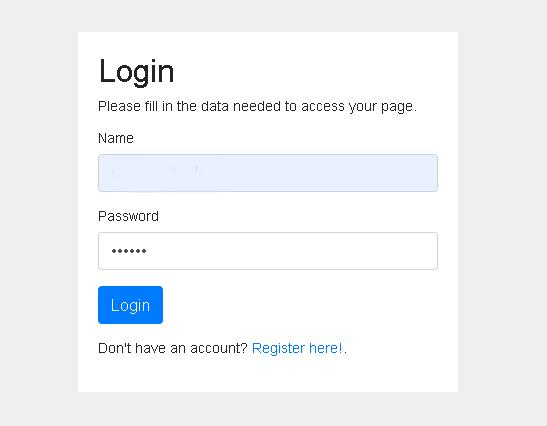 Login
Please fill in the data needed to access your page.
Name
Password
••••••
Login
Don't have an account? Register here!.